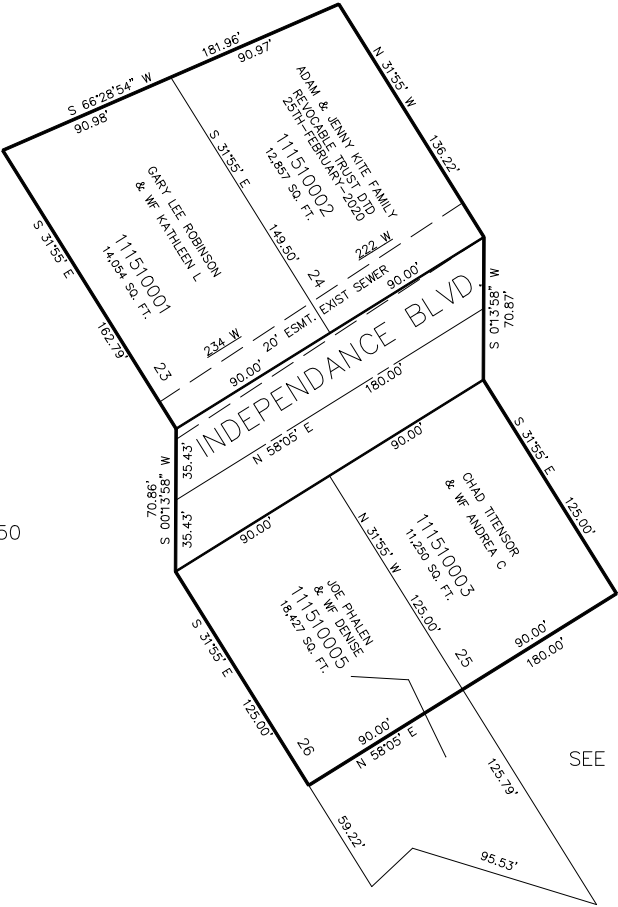 181.96'
S 66°28'54" W
90.98'
90.97'
N 31°55' W
136.22'
ADAM & JENNY KITE FAMILY
REVOCABLE TRUST DTD
25TH-FEBRUARY-2020
111510002
12,857 SQ. FT.
S 31°55' E
149.50'
24
222 W
GARY LEE ROBINSON
& WF KATHLEEN L
111510001
14,054 SQ. FT.
S 31°55' E
162.79'
23
234 W
90.00'
20' ESMT. EXIST SEWER
90.00'
INDEPENDANCE BLVD
S 0°13'58" W
70.87'
N 58°05' E
180.00'
70.86'
S 00°13'58" W
35.43'
35.43'
90.00'
90.00'
S 31°55' E
125.00'
CHAD TITENSOR
& WF ANDREA C
111510003
11,250 SQ. FT.
N 31°55' W
125.00'
25
50
JOE PHALEN
& WF DENISE
111510005
18,427 SQ. FT.
S 31°55' E
125.00'
26
90.00'
180.00'
90.00'
N 58°05' E
SEE
125.79'
59.22'
95.53'